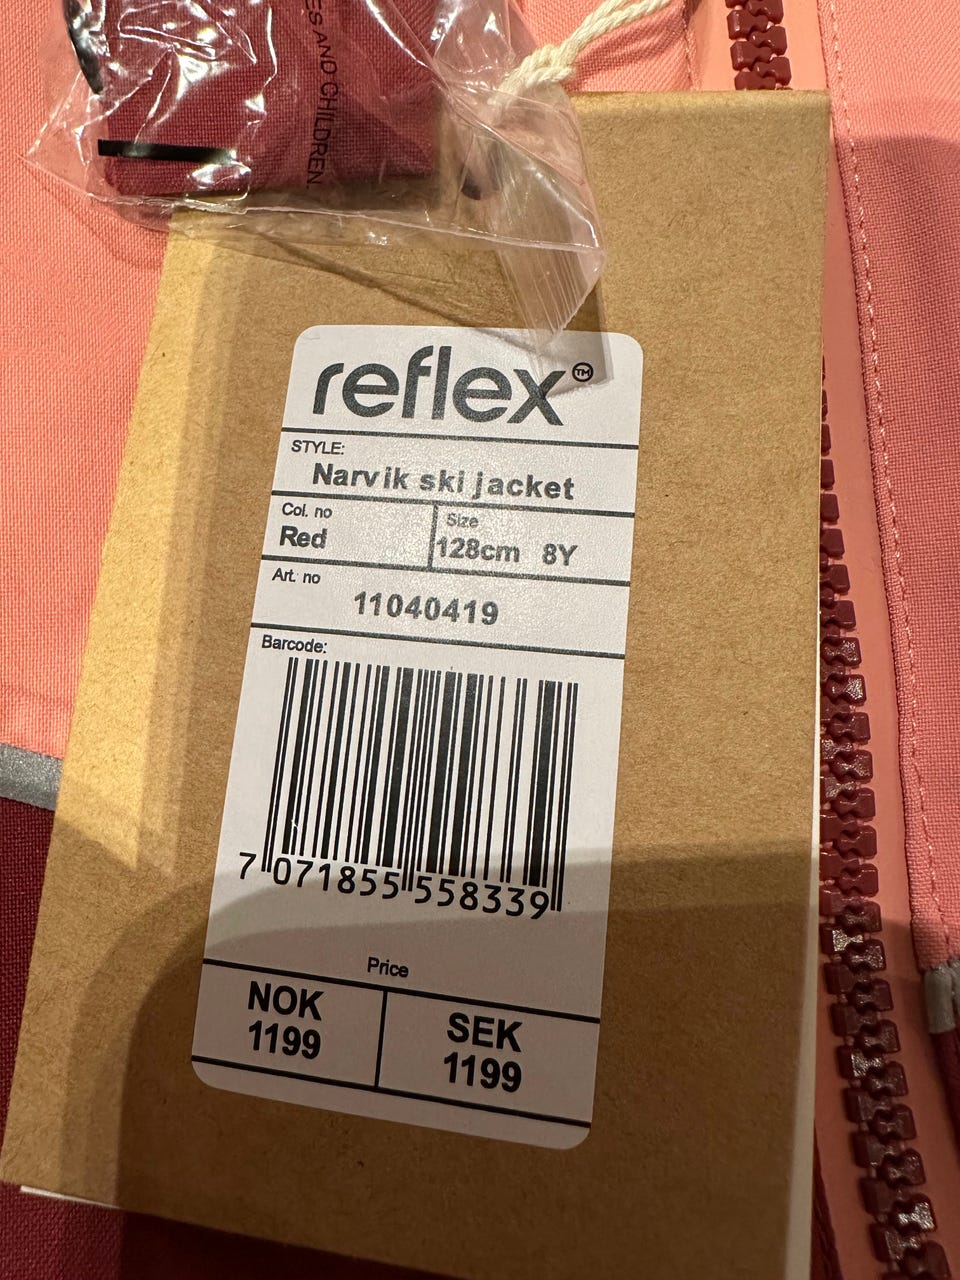 ES AND CHILDREN.
reflex™
STYLE:
Narvik ski jacket
Col. no
Red
Size
128cm 8Y
Art. no
11040419
Barcode:
7 071855 558339
Price
NOK
1199
SEK
1199